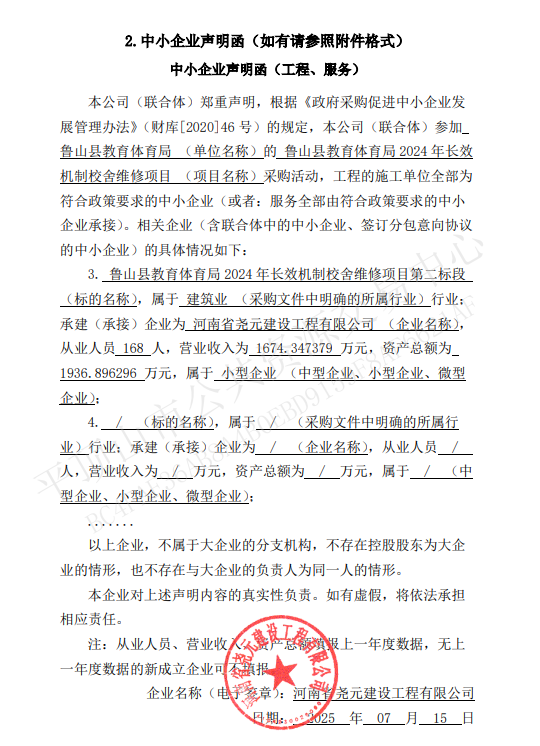 2.中小企业声明函（如有请参照附件格式）
中小企业声明函（工程、服务）
本公司（联合体）郑重声明，根据《政府采购促进中小企业发
展管理办法》（财库[2020]46 号）的规定，本公司（联合体）参加
鲁山县教育体育局 （单位名称）的 鲁山县教育体育局 2024 年长效
机制校舍维修项目 （项目名称）采购活动，工程的施工单位全部为
符合政策要求的中小企业（或者：服务全部由符合政策要求的中小
企业承接）。相关企业（含联合体中的中小企业、签订分包意向协议
的中小企业）的具体情况如下：
3. 鲁山县教育体育局 2024 年长效机制校舍维修项目第二标段
（标的名称），属于 建筑业 （采购文件中明确的所属行业）行业；
承建（承接）企业为 河南省尧元建设工程有限公司 （企业名称），
从业人员 168 人，营业收入为 1674.347379 万元，资产总额为
1936.896296 万元，属于 小型企业 （中型企业、小型企业、微型
企业）；
4. / （标的名称），属于 / （采购文件中明确的所属行
业）行业；承建（承接）企业为 / （企业名称），从业人员 /
人，营业收入为 / 万元，资产总额为 / 万元，属于 / （中
型企业、小型企业、微型企业）；
.......
以上企业，不属于大企业的分支机构，不存在控股股东为大企
业的情形，也不存在与大企业的负责人为同一人的情形。
本企业对上述声明内容的真实性负责。如有虚假，将依法承担
相应责任。
注：从业人员、营业收入、资产总额填报上一年度数据，无上
一年度数据的新成立企业可不填报。
企业名称（电子章章）：河南省尧元建设工程有限公司
日期： 2025 年 07 月 15 日
河南省尧元建设工程有限公司